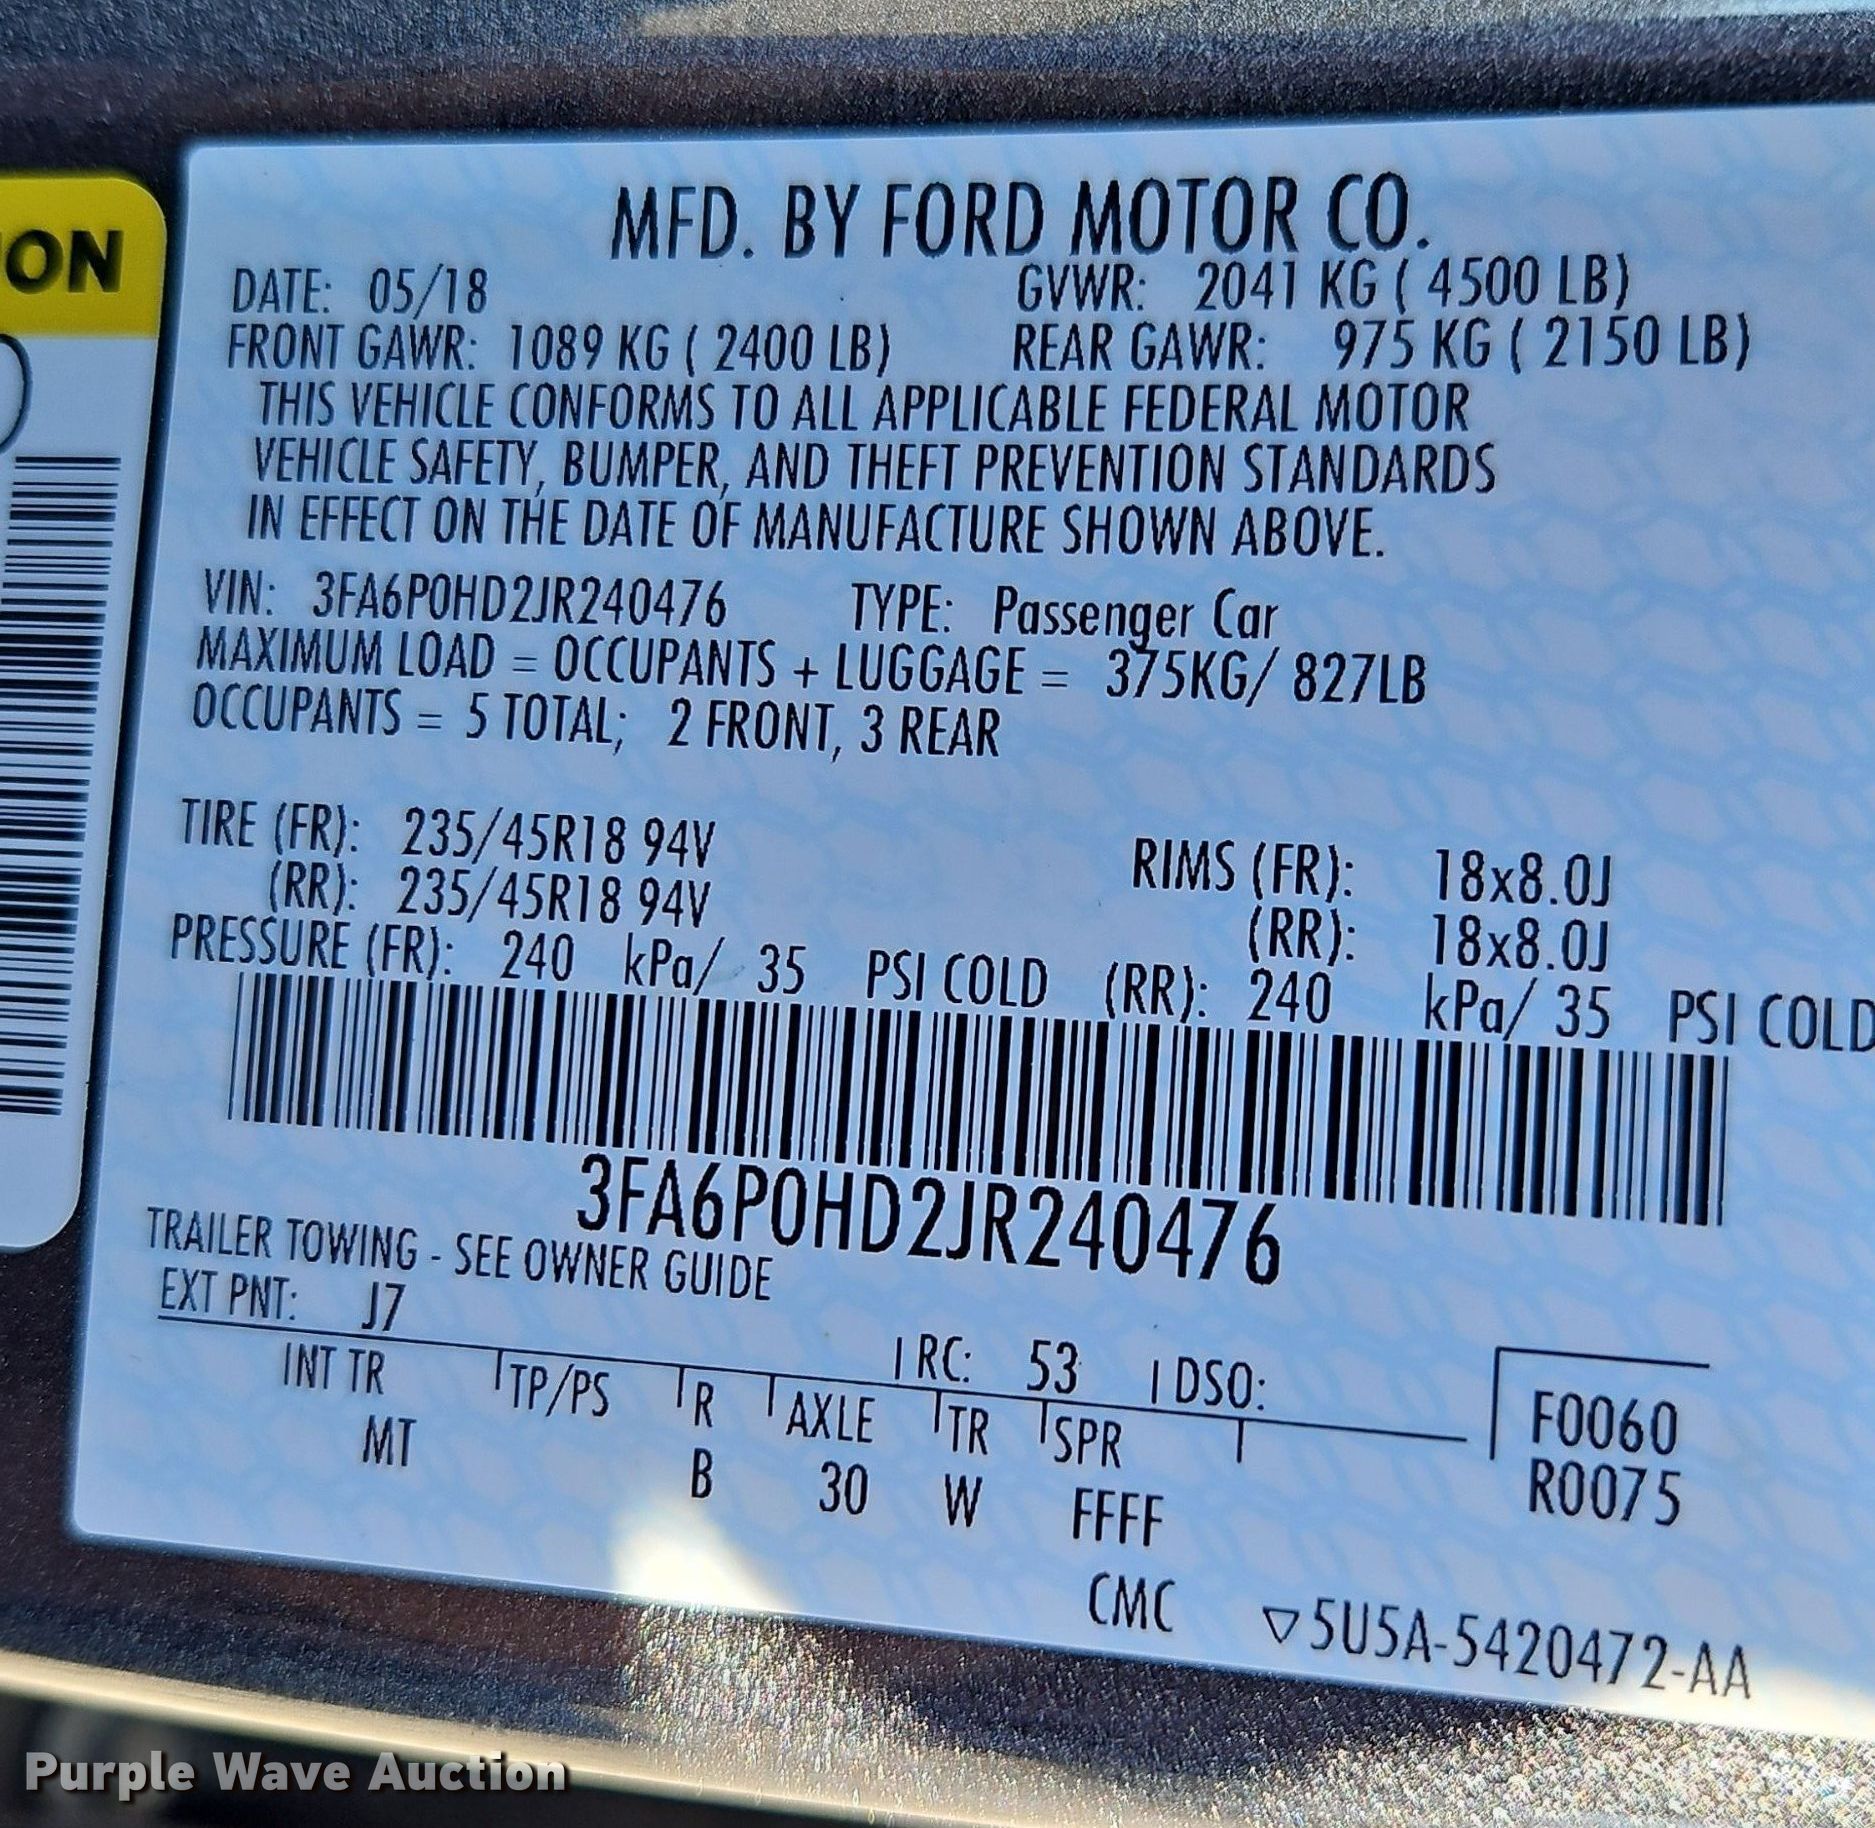 ION
MFD. BY FORD MOTOR CO.
DATE: 05/18 GVWR: 2041 KG ( 4500 LB)
FRONT GAWR: 1089 KG ( 2400 LB) REAR GAWR: 975 KG ( 2150 LB)
THIS VEHICLE CONFORMS TO ALL APPLICABLE FEDERAL MOTOR
VEHICLE SAFETY, BUMPER, AND THEFT PREVENTION STANDARDS
IN EFFECT ON THE DATE OF MANUFACTURE SHOWN ABOVE.
VIN: 3FA6P0HD2JR240476 TYPE: Passenger Car
MAXIMUM LOAD = OCCUPANTS + LUGGAGE = 375KG/ 827LB
OCCUPANTS = 5 TOTAL; 2 FRONT, 3 REAR
TIRE (FR): 235/45R18 94V RIMS (FR): 18x8.0J
(RR): 235/45R18 94V (RR): 18x8.0J
PRESSURE (FR): 240 kPa/ 35 PSI COLD (RR): 240 kPa/ 35 PSI COLD
3FA6P0HD2JR240476
TRAILER TOWING - SEE OWNER GUIDE
EXT PNT: J7 RC: 53 DSO:
INT TR TP/PS R AXLE TR SPR F0060
MT B 30 W FFFF R0075
CMC ▽5U5A-5420472-AA
Purple Wave Auction